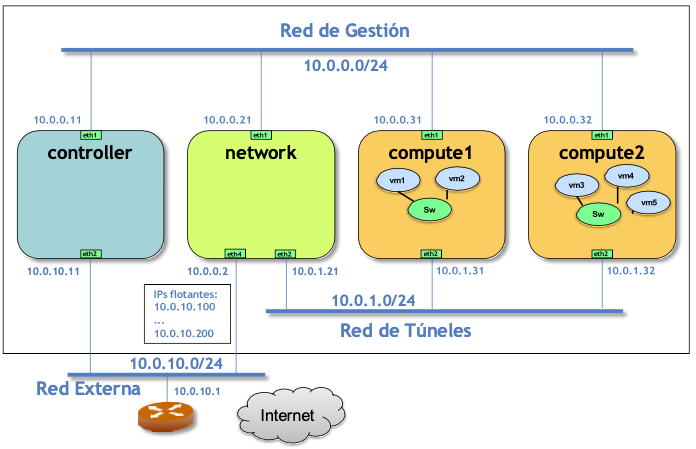 Red de Gestión
10.0.0.0/24
10.0.0.11
10.0.0.21
10.0.0.31
10.0.0.32
eth1
eth1
eth1
eth1
controller
network
compute1
compute2
vm1
vm2
Sw
vm3
vm4
vm5
Sw
eth2
eth4
eth2
eth2
eth2
10.0.10.11
10.0.0.2
10.0.1.21
10.0.1.31
10.0.1.32
IPs flotantes:
10.0.10.100
...
10.0.10.200
10.0.1.0/24
Red de Túneles
10.0.10.0/24
Red Externa
10.0.10.1
Internet